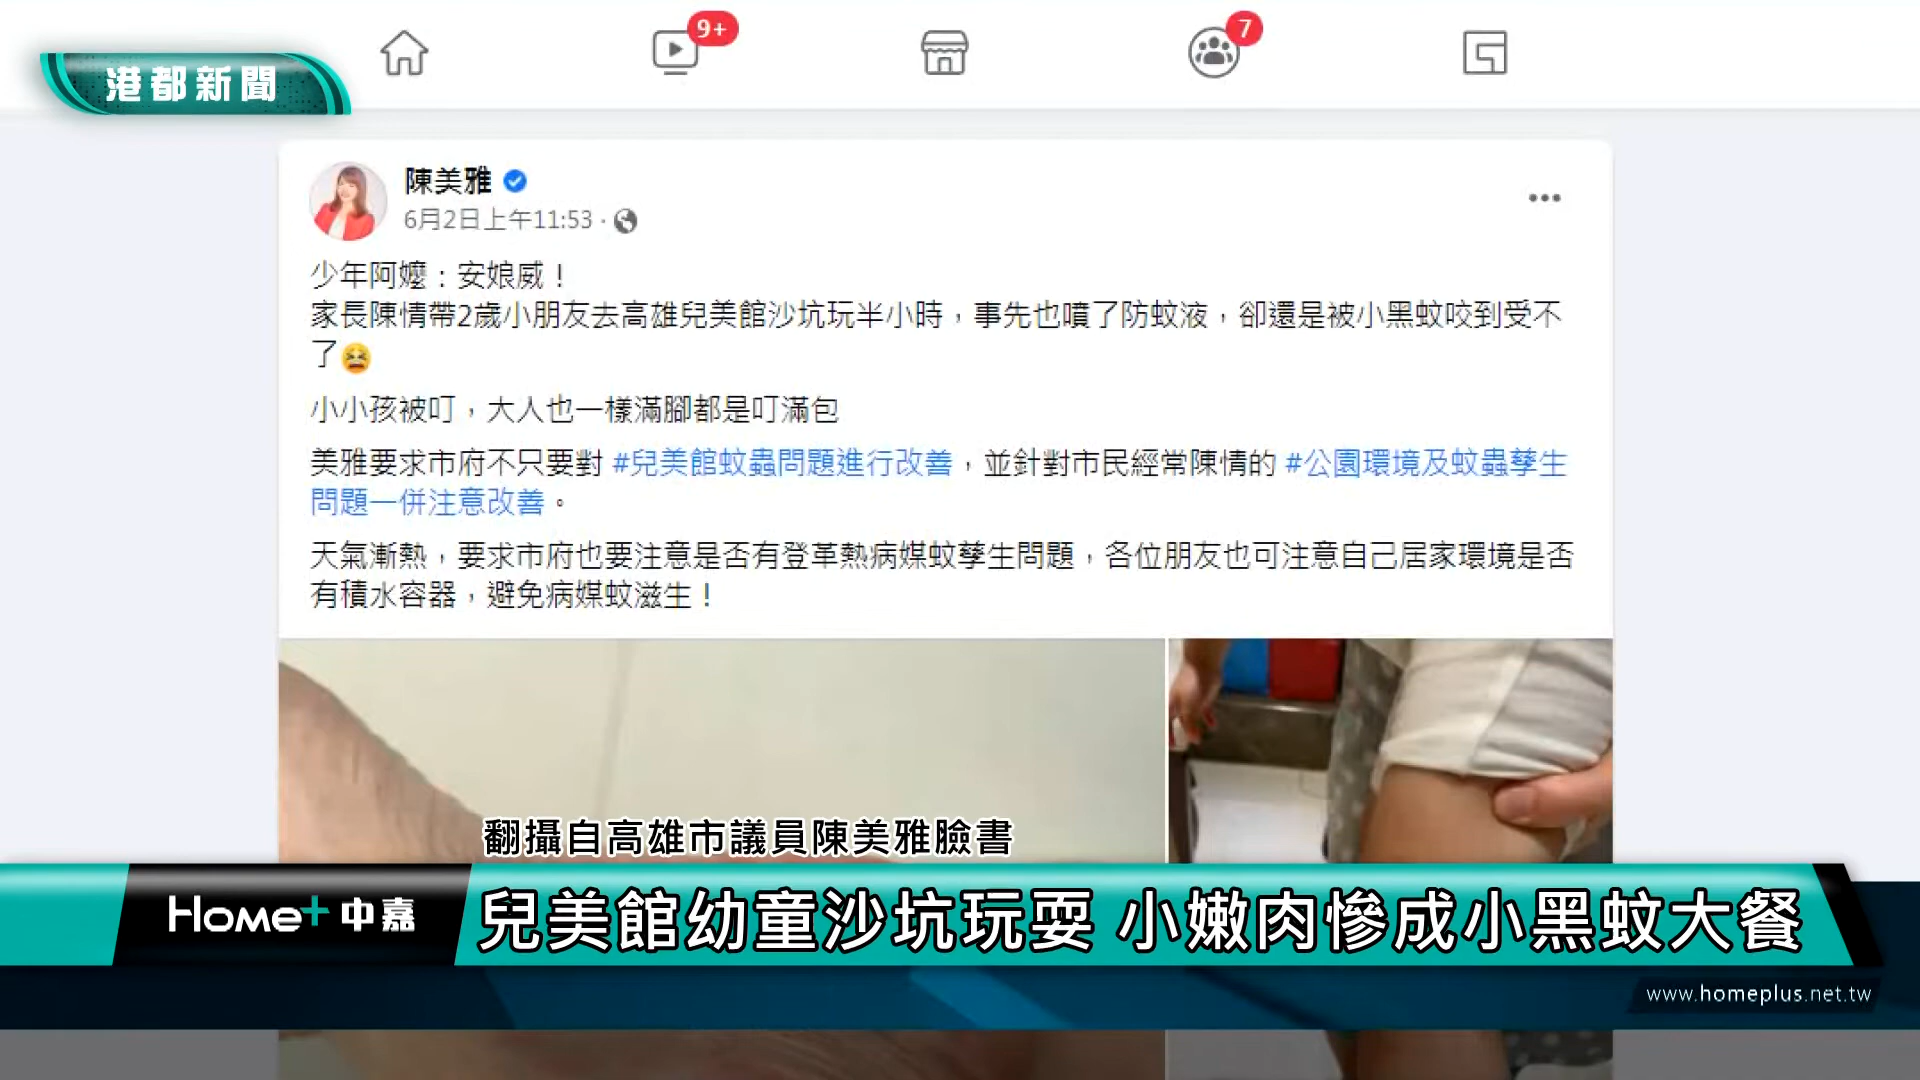 9+
7
港都新聞
陳美雅
6月2日上午11:53 ·
少年阿嬤：安娘威！
家長陳情帶2歲小朋友去高雄兒美館沙坑玩半小時，事先也噴了防蚊液，卻還是被小黑蚊咬到受不
了😫
小小孩被叮，大人也一樣滿腳都是叮滿包
美雅要求市府不只要對 #兒美館蚊蟲問題進行改善，並針對市民經常陳情的 #公園環境及蚊蟲孳生
問題一併注意改善。
天氣漸熱，要求市府也要注意是否有登革熱病媒蚊孳生問題，各位朋友也可注意自己居家環境是否
有積水容器，避免病媒蚊滋生！
翻攝自高雄市議員陳美雅臉書
Home+ 中嘉
兒美館幼童沙坑玩耍 小嫩肉慘成小黑蚊大餐
www.homeplus.net.tw